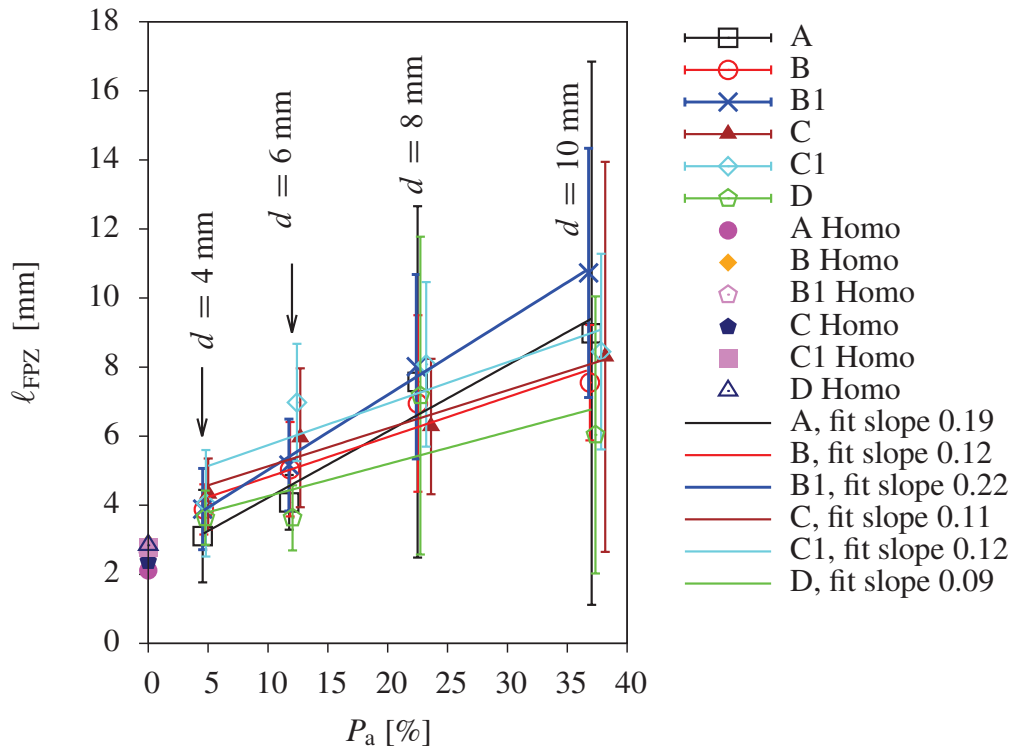 18
16
14
12
10
8
6
4
2
0
ℓFPZ [mm]
0
5
10
15
20
25
30
35
40
Pa [%]
d = 4 mm
d = 6 mm
d = 8 mm
d = 10 mm
A
B
B1
C
C1
D
A Homo
B Homo
B1 Homo
C Homo
C1 Homo
D Homo
A, fit slope 0.19
B, fit slope 0.12
B1, fit slope 0.22
C, fit slope 0.11
C1, fit slope 0.12
D, fit slope 0.09